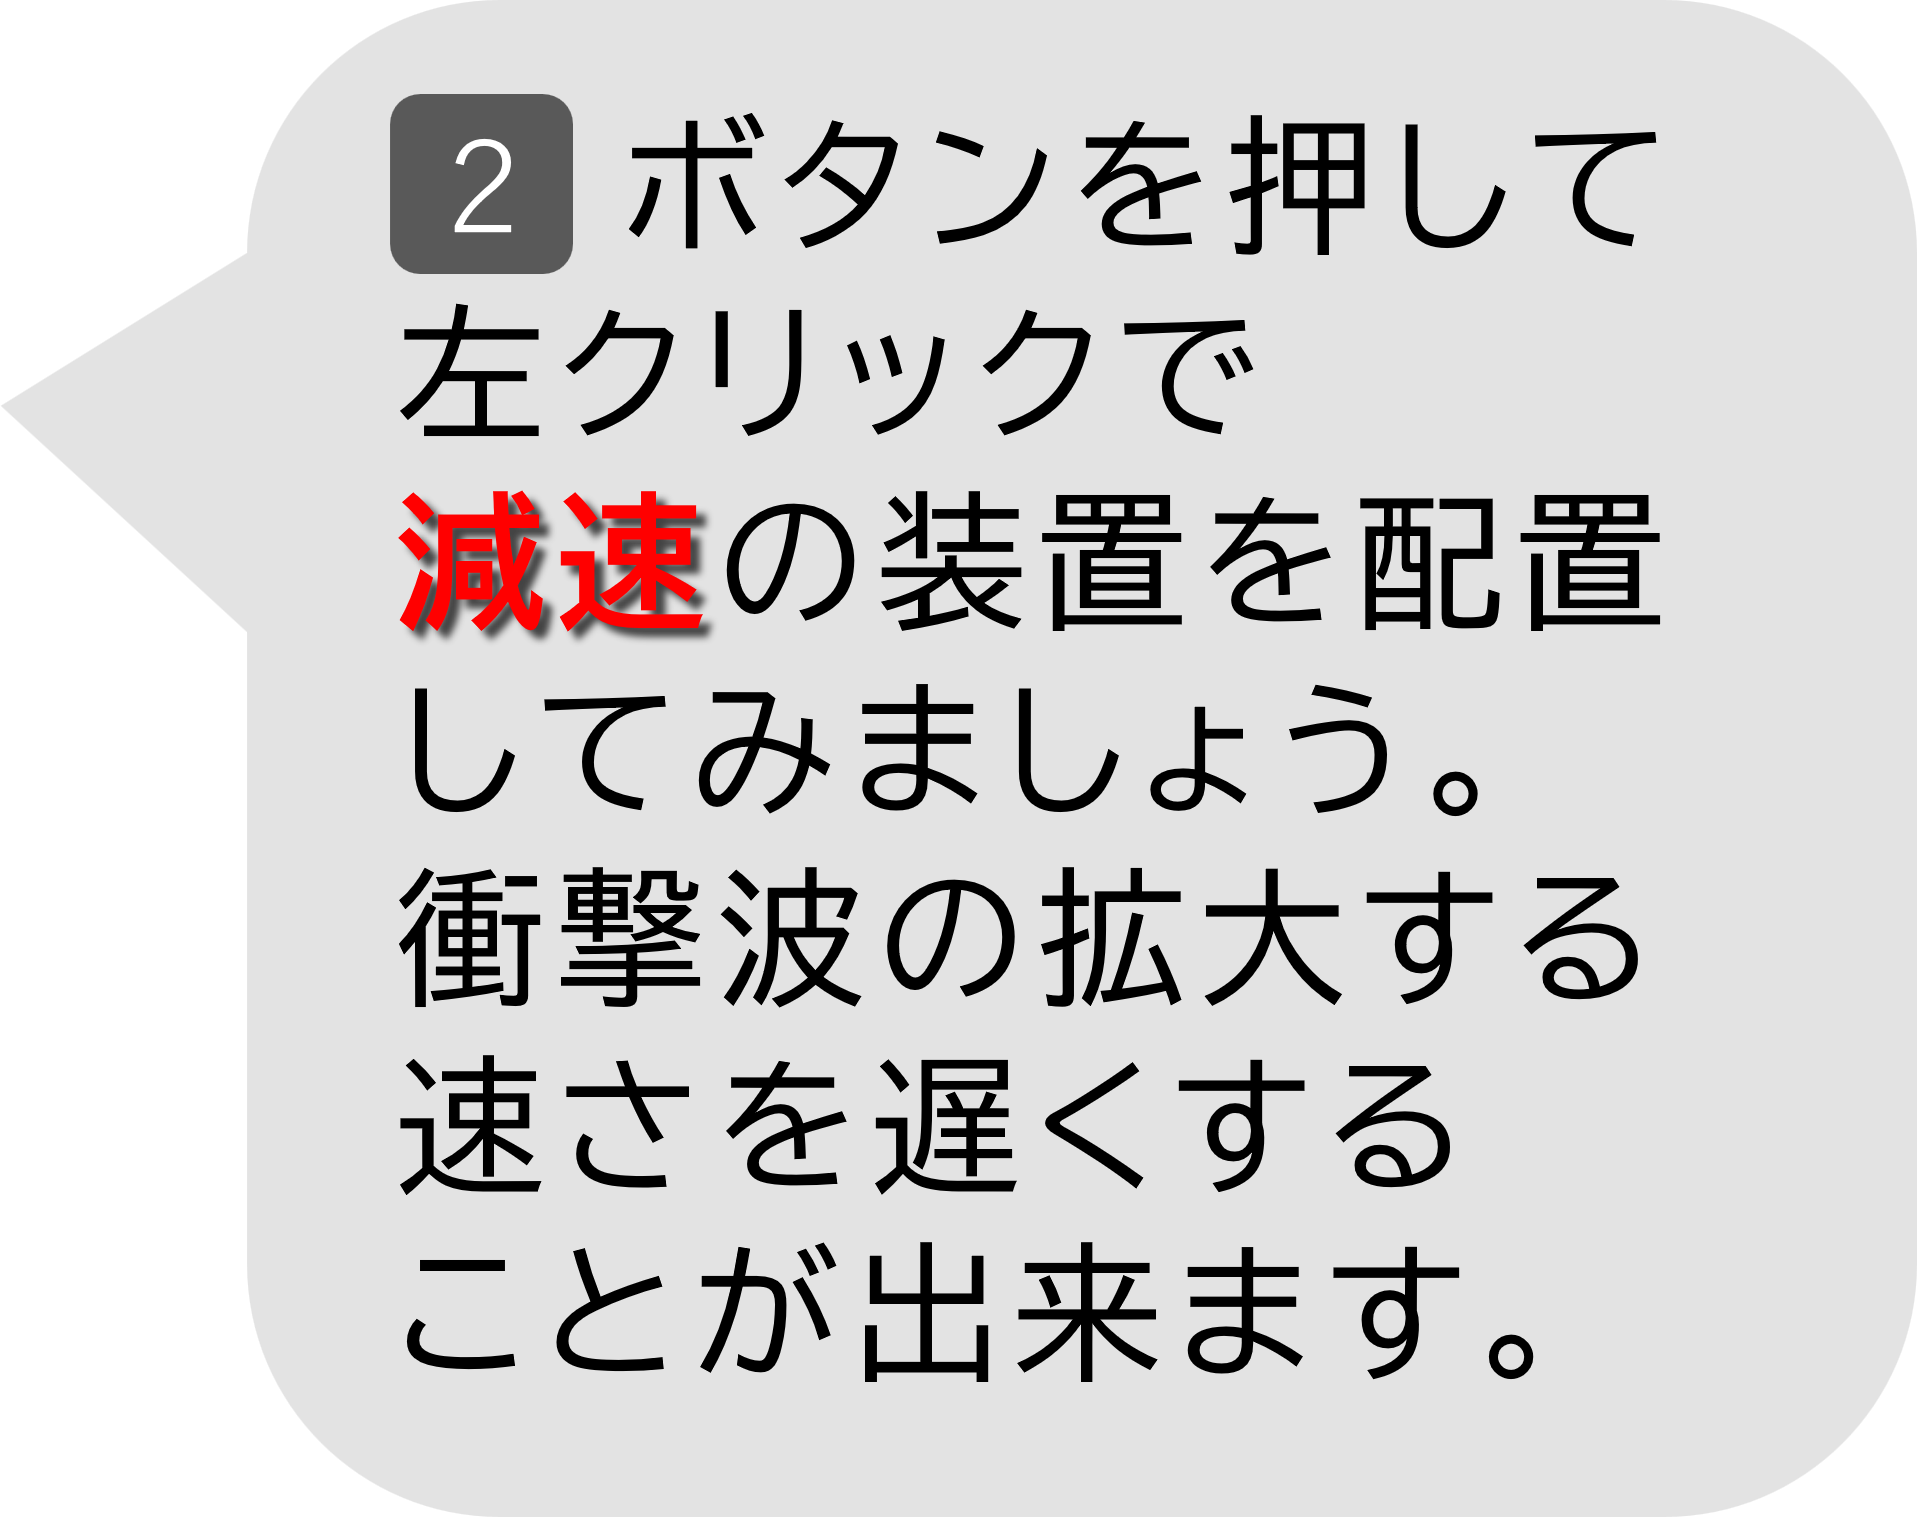 2 ボタンを押して
左クリックで
減速の装置を配置
してみましょう。
衝撃波の拡大する
速さを遅くする
ことが出来ます。